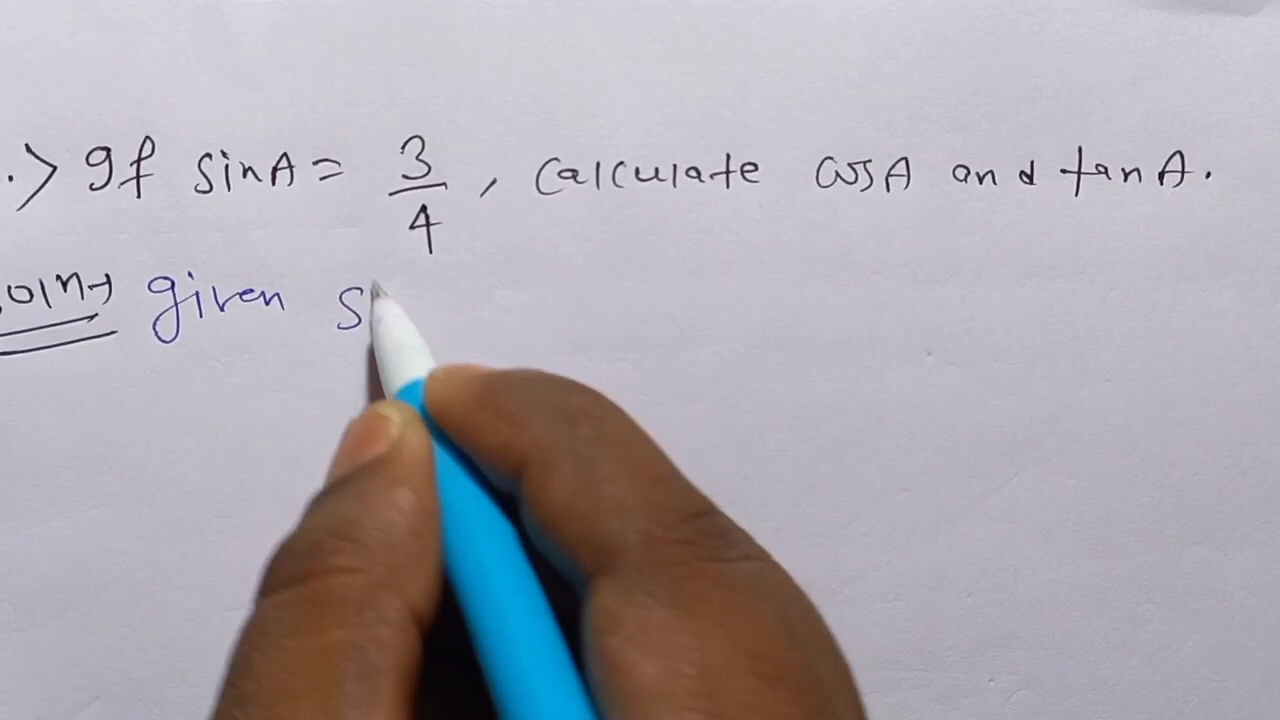 .> If sinA = 3/4 , Calculate cosA and tanA.
given S